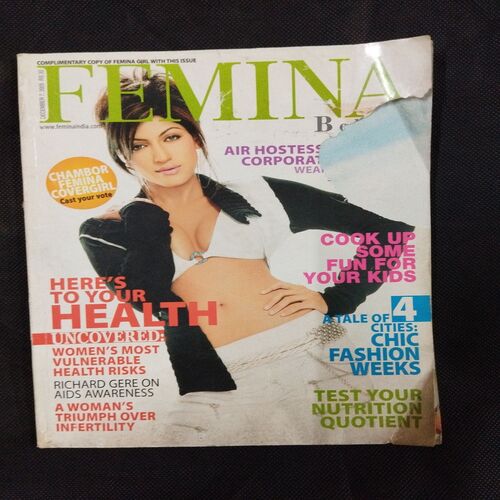 COMPLIMENTARY COPY OF FEMINA GIRL WITH THIS ISSUE
FEMINA
www.feminaindia.com
AIR HOSTESS
CORPORAT
WEA
CHAMBOR
FEMINA
COVERGIRL
Cast your vote
COOK UP
SOME
FUN FOR
YOUR KIDS
HERE'S
TO YOUR
HEALTH
UNCOVERED:
WOMEN'S MOST
VULNERABLE
HEALTH RISKS
RICHARD GERE ON
AIDS AWARENESS
A WOMAN'S
TRIUMPH OVER
INFERTILITY
A TALE OF 4
CITIES:
CHIC
FASHION
WEEKS
TEST YOUR
NUTRITION
QUOTIENT